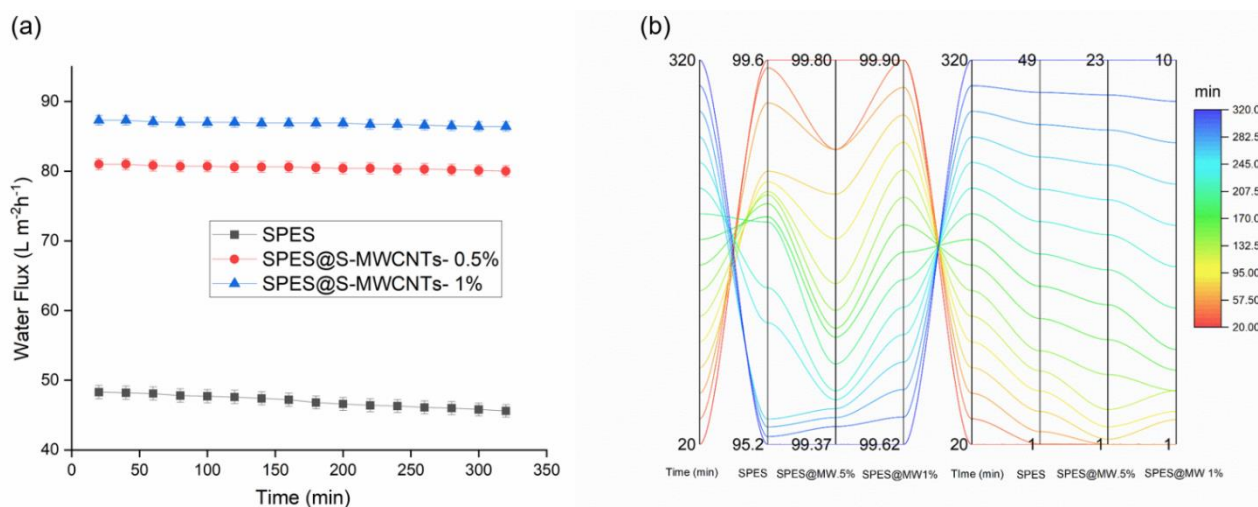 (a)
Water Flux (L m⁻²h⁻¹)
90
80
70
60
50
40
SPES
SPES@S-MWCNTs- 0.5%
SPES@S-MWCNTs- 1%
0 50 100 150 200 250 300 350
Time (min)
(b)
320 99.6 99.80 99.90 320 49 23 10
20 95.2 99.37 99.62 20 1 1 1
Time (min) SPES SPES@MW.5% SPES@MW1% TIme (min) SPES SPES@MW.5% SPES@MW 1%
min
320.0
282.5
245.0
207.5
170.0
132.5
95.00
57.50
20.00